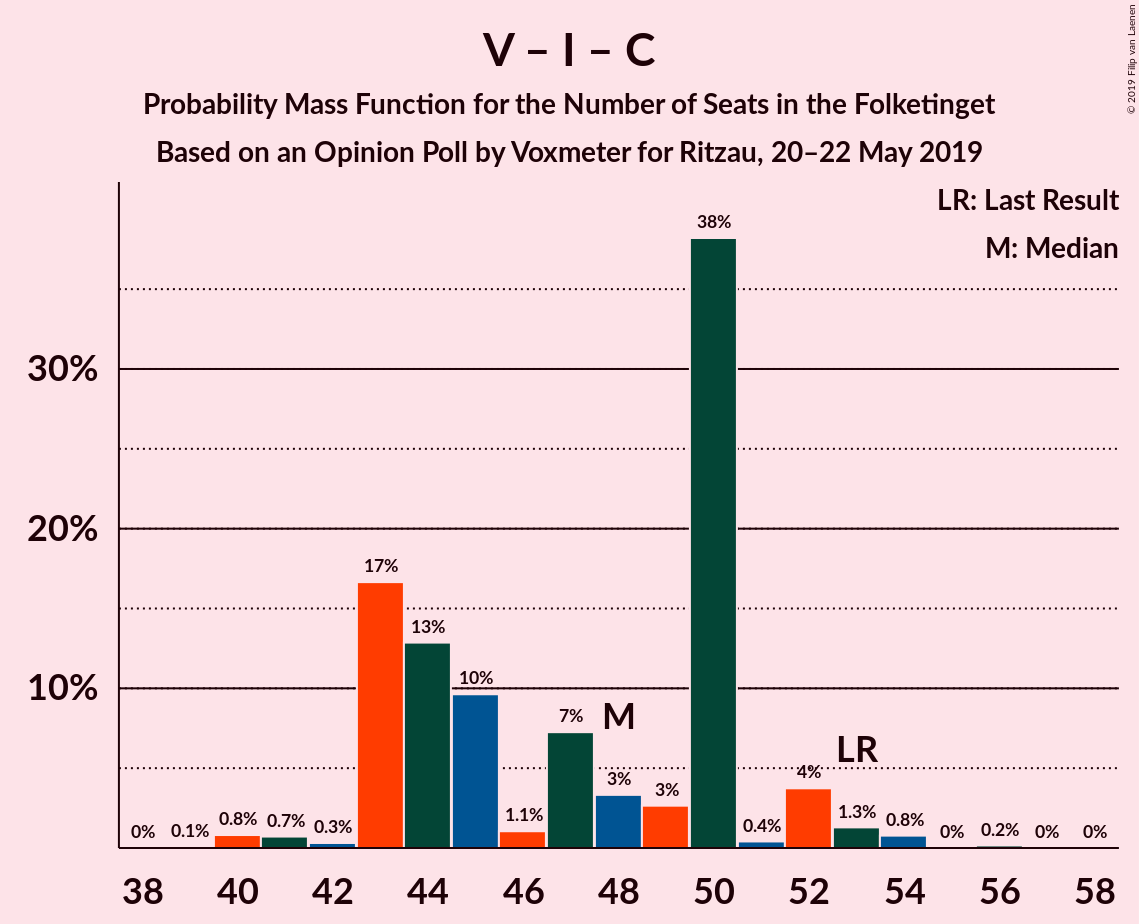 V – I – C
Probability Mass Function for the Number of Seats in the Folketinget
Based on an Opinion Poll by Voxmeter for Ritzau, 20–22 May 2019
© 2019 Filip van Laenen
LR: Last Result
M: Median
38%
30%
20%
17%
13%
10%
10%
7%
M
LR
4%
3%
3%
0%
0.1%
0.8%
0.7%
0.3%
1.1%
0.4%
1.3%
0.8%
0%
0.2%
0%
0%
38 40 42 44 46 48 50 52 54 56 58